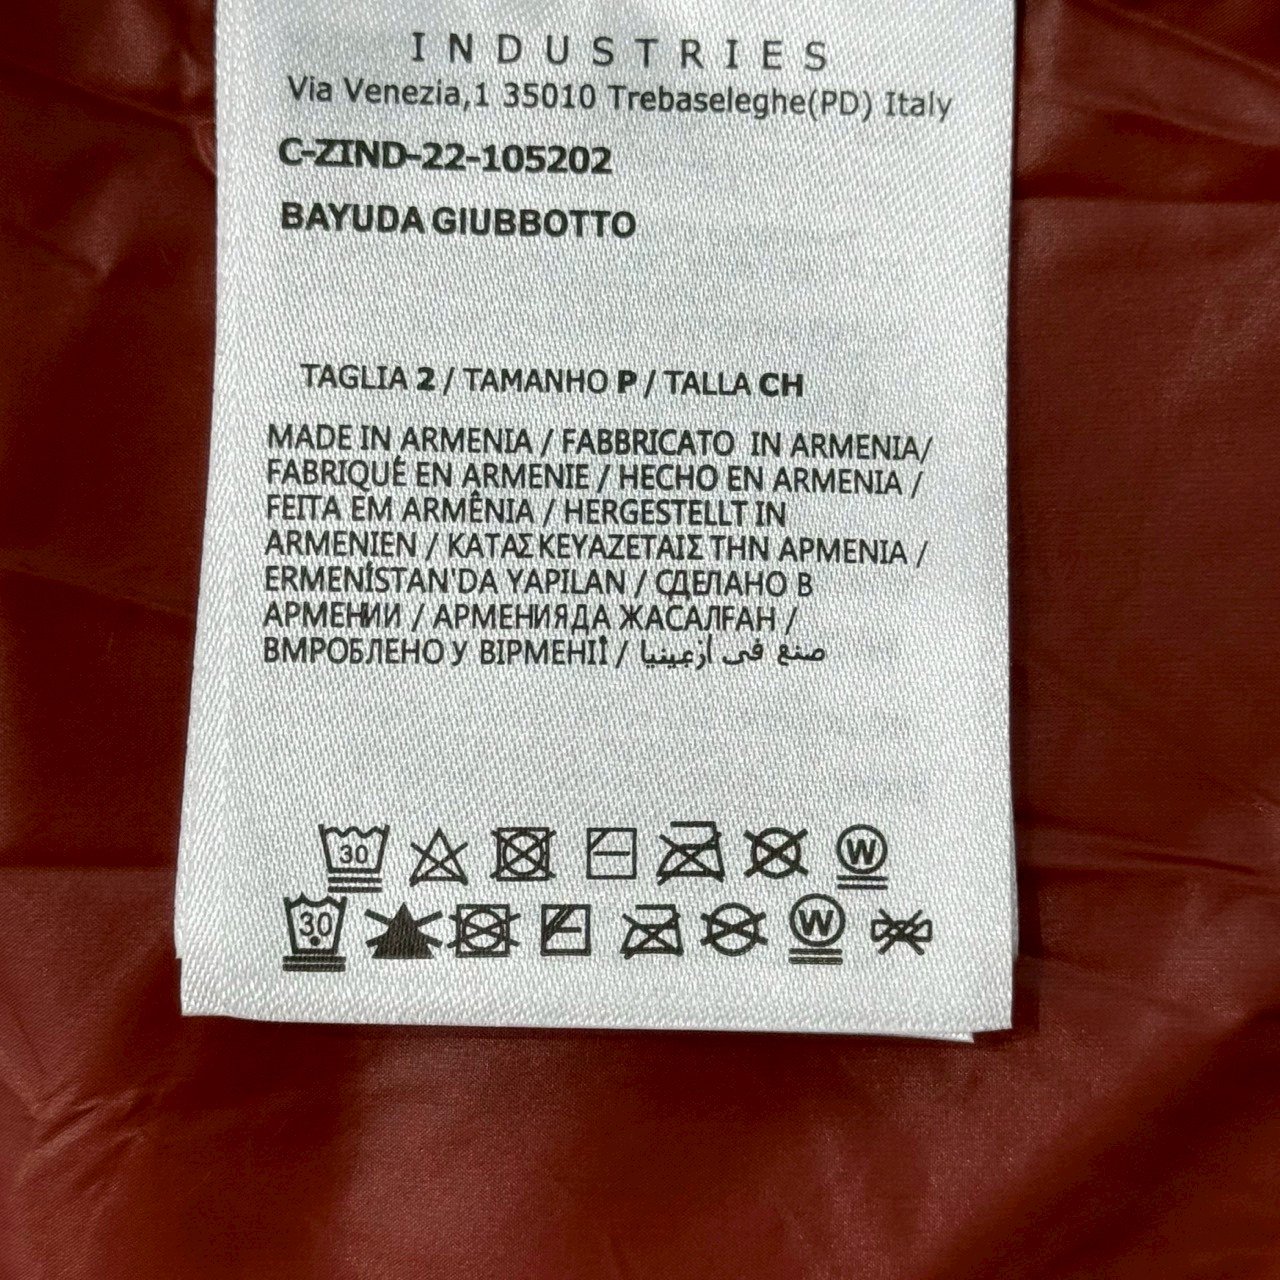 INDUSTRIES
Via Venezia,1 35010 Trebaseleghe(PD) Italy
C-ZIND-22-105202
BAYUDA GIUBBOTTO
TAGLIA 2 / TAMANHO P / TALLA CH
MADE IN ARMENIA / FABBRICATO IN ARMENIA/
FABRIQUÉ EN ARMENIE / HECHO EN ARMENIA /
FEITA EM ARMÊNIA / HERGESTELLT IN
ARMENIEN / ΚΑΤΑΣΚΕΥΑΖΕΤΑΙΣ ΤΗΝ ΑΡΜΕΝΙΑ /
ERMENİSTAN'DA YAPILAN / СДЕЛАНО В
АРМЕНИИ / АРМЕНИЯДА ЖАСАЛҒАН /
ВМРОБЛЕНО У ВІРМЕНІЇ / صنع في أرمينيا
30 W
30 W